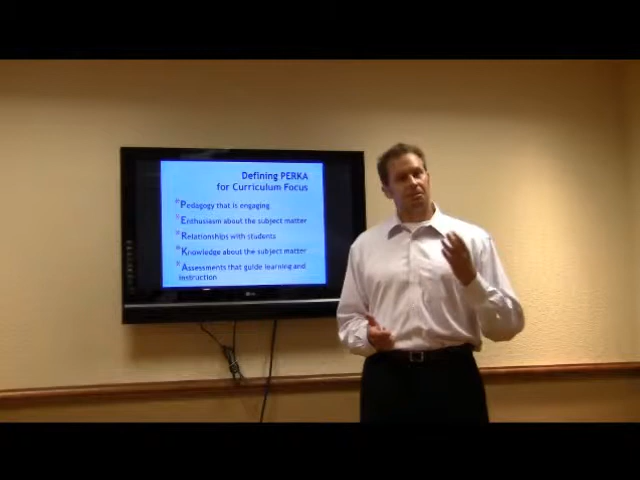 Defining PERKA
for Curriculum Focus
*Pedagogy that is engaging
*Enthusiasm about the subject matter
*Relationships with students
*Knowledge about the subject matter
*Assessments that guide learning and
instruction
LG